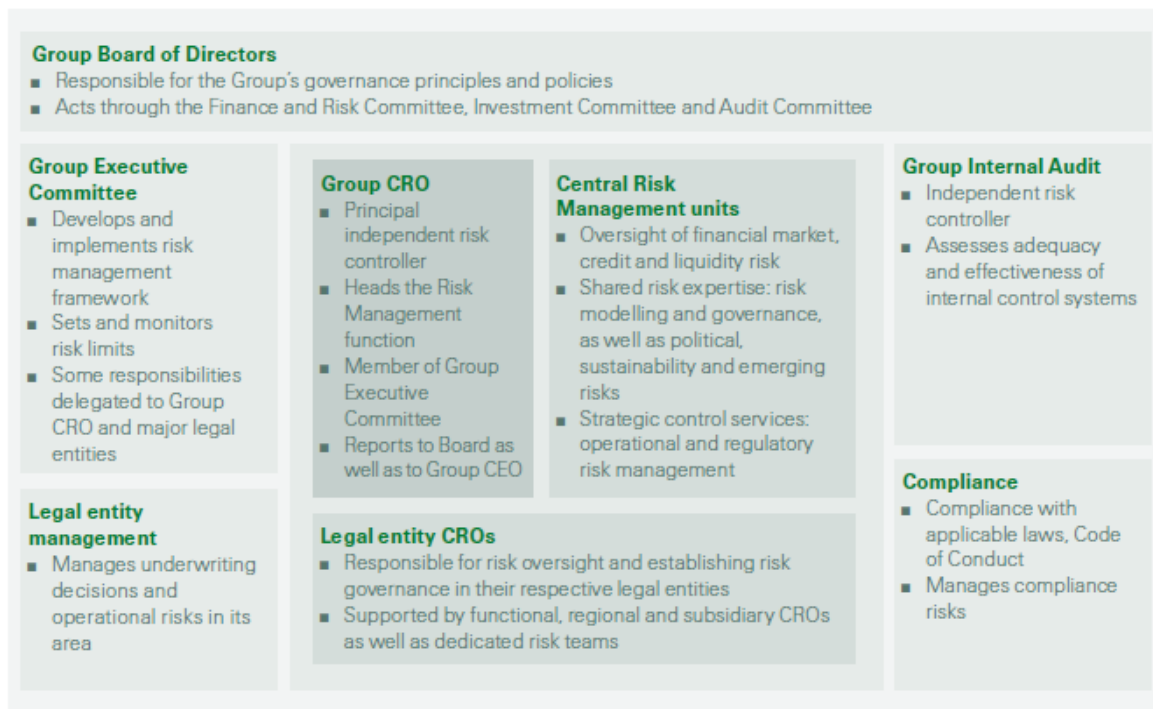 Group Board of Directors
■ Responsible for the Group's governance principles and policies
■ Acts through the Finance and Risk Committee, Investment Committee and Audit Committee
Group Executive
Committee
■ Develops and
implements risk
management
framework
■ Sets and monitors
risk limits
■ Some responsibilities
delegated to Group
CRO and major legal
entities
Legal entity
management
■ Manages underwriting
decisions and
operational risks in its
area
Group CRO
■ Principal
independent risk
controller
■ Heads the Risk
Management
function
■ Member of Group
Executive
Committee
■ Reports to Board as
well as to Group CEO
Central Risk
Management units
■ Oversight of financial market,
credit and liquidity risk
■ Shared risk expertise: risk
modelling and governance,
as well as political,
sustainability and emerging
risks
■ Strategic control services:
operational and regulatory
risk management
Legal entity CROs
■ Responsible for risk oversight and establishing risk
governance in their respective legal entities
■ Supported by functional, regional and subsidiary CROs
as well as dedicated risk teams
Group Internal Audit
■ Independent risk
controller
■ Assesses adequacy
and effectiveness of
internal control systems
Compliance
■ Compliance with
applicable laws, Code
of Conduct
■ Manages compliance
risks